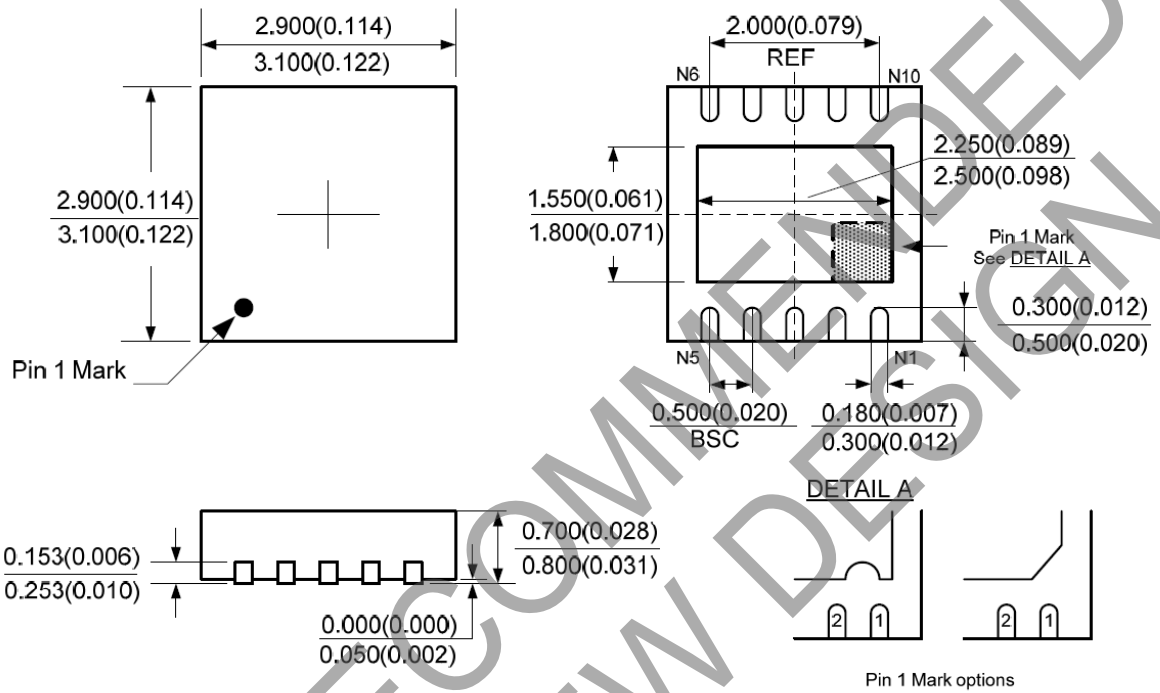 2.900(0.114)
3.100(0.122)
2.900(0.114)
3.100(0.122)
Pin 1 Mark
2.000(0.079)
REF
N6
N10
2.250(0.089)
2.500(0.098)
1.550(0.061)
1.800(0.071)
Pin 1 Mark
See DETAIL A
0.300(0.012)
0.500(0.020)
N5
N1
0.500(0.020)
BSC
0.180(0.007)
0.300(0.012)
0.153(0.006)
0.253(0.010)
0.700(0.028)
0.800(0.031)
0.000(0.000)
0.050(0.002)
DETAIL A
2 1
2 1
Pin 1 Mark options
ECOMMENDED
W DESIGN